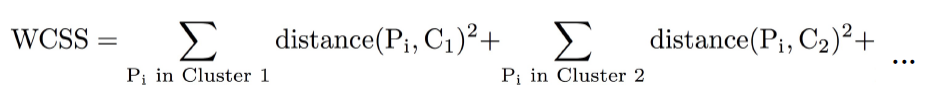 WCSS = ∑ distance(Pᵢ, C₁)²+ ∑ distance(Pᵢ, C₂)²+ ...
Pᵢ in Cluster 1 Pᵢ in Cluster 2